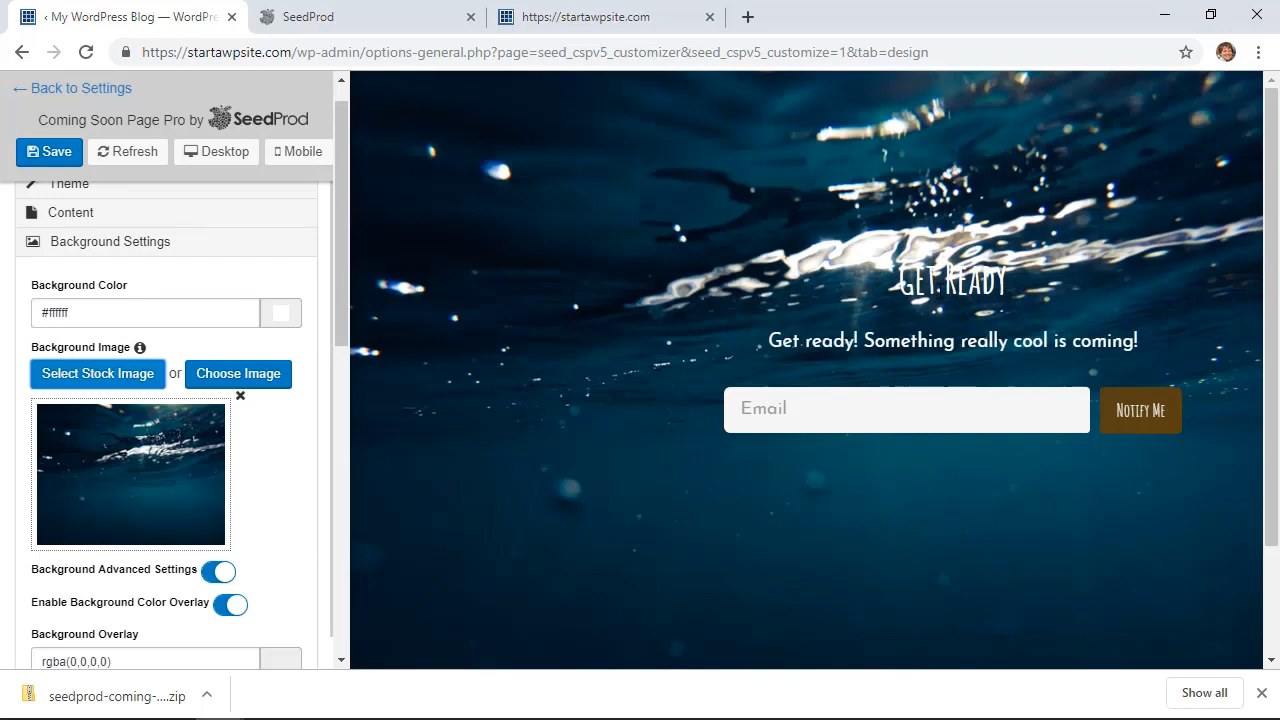 ‹ My WordPress Blog — WordPre
SeedProd
https://startawpsite.com
https://startawpsite.com/wp-admin/options-general.php?page=seed_cspv5_customizer&seed_cspv5_customize=1&tab=design
← Back to Settings
Coming Soon Page Pro by SeedProd
Save Refresh Desktop Mobile
Theme
Content
Background Settings
Background Color
#ffffff
Background Image
Select Stock Image or Choose Image
Background Advanced Settings
Enable Background Color Overlay
Background Overlay
rgba(0,0,0,0)
Get Ready
Get ready! Something really cool is coming!
Email
Notify Me
seedprod-coming-....zip
Show all